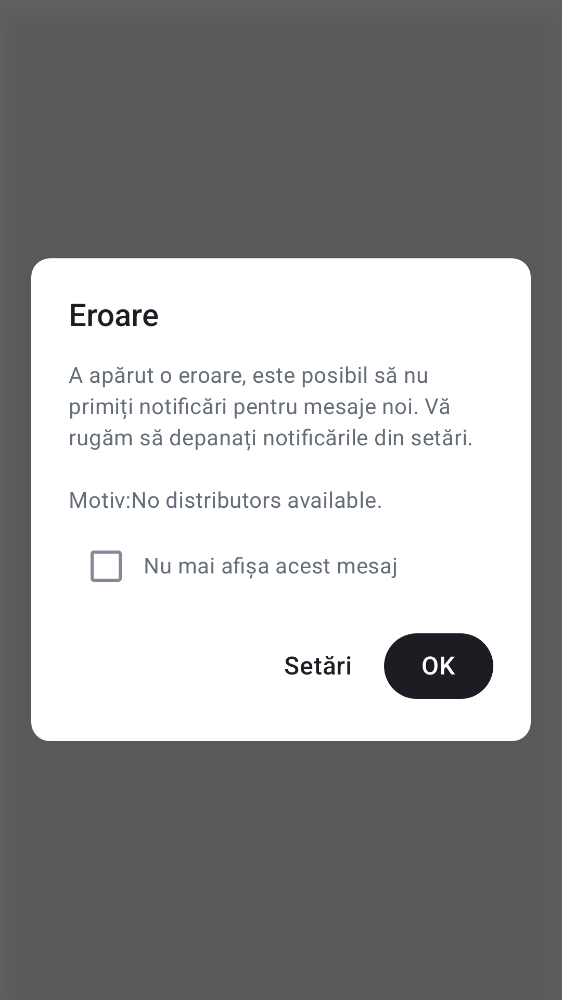 Eroare
A apărut o eroare, este posibil să nu
primiți notificări pentru mesaje noi. Vă
rugăm să depanați notificările din setări.
Motiv:No distributors available.
Nu mai afișa acest mesaj
Setări
OK